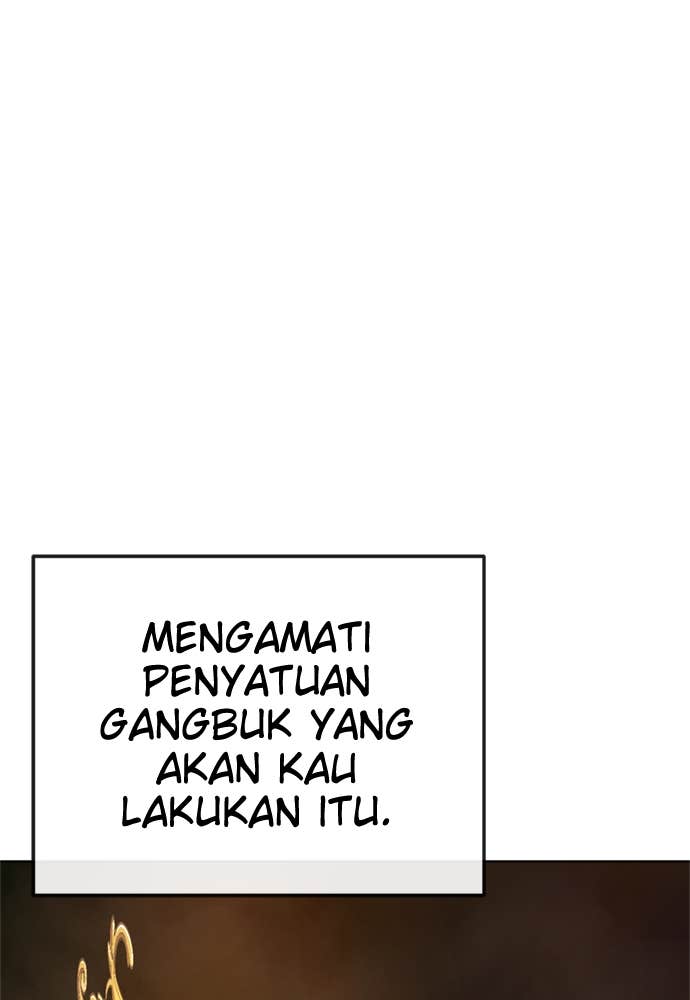 MENGAMATI
PENYATUAN
GANGBUK YANG
AKAN KAU
LAKUKAN ITU.